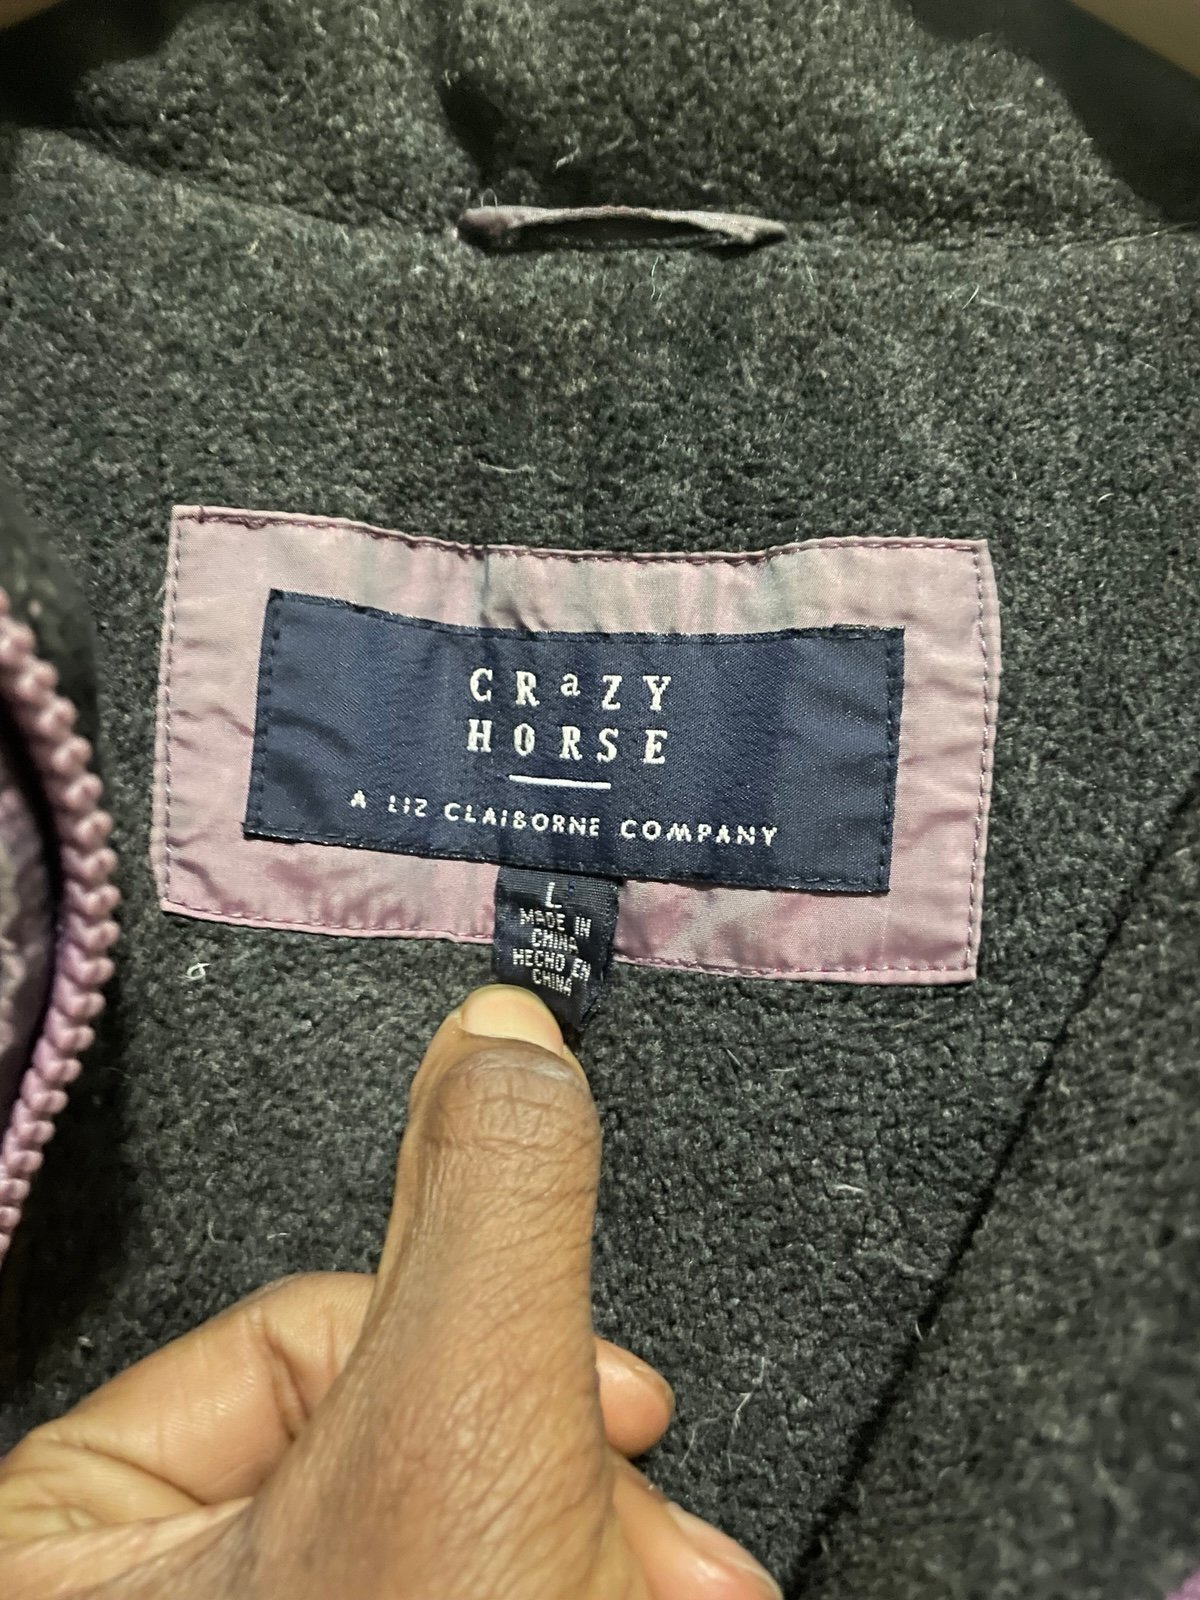 CRaZY
HORSE
A LIZ CLAIBORNE COMPANY
L
MADE IN
CHINA
HECHO EN
CHINA